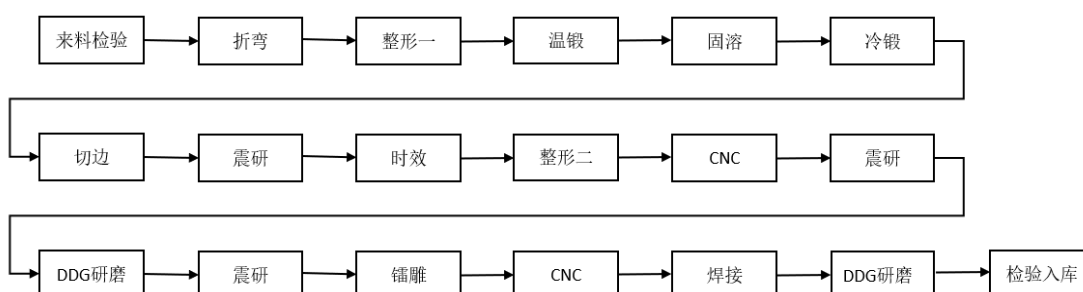 来料检验
折弯
整形一
温锻
固溶
冷锻
切边
震研
时效
整形二
CNC
震研
DDG研磨
震研
镭雕
CNC
焊接
DDG研磨
检验入库